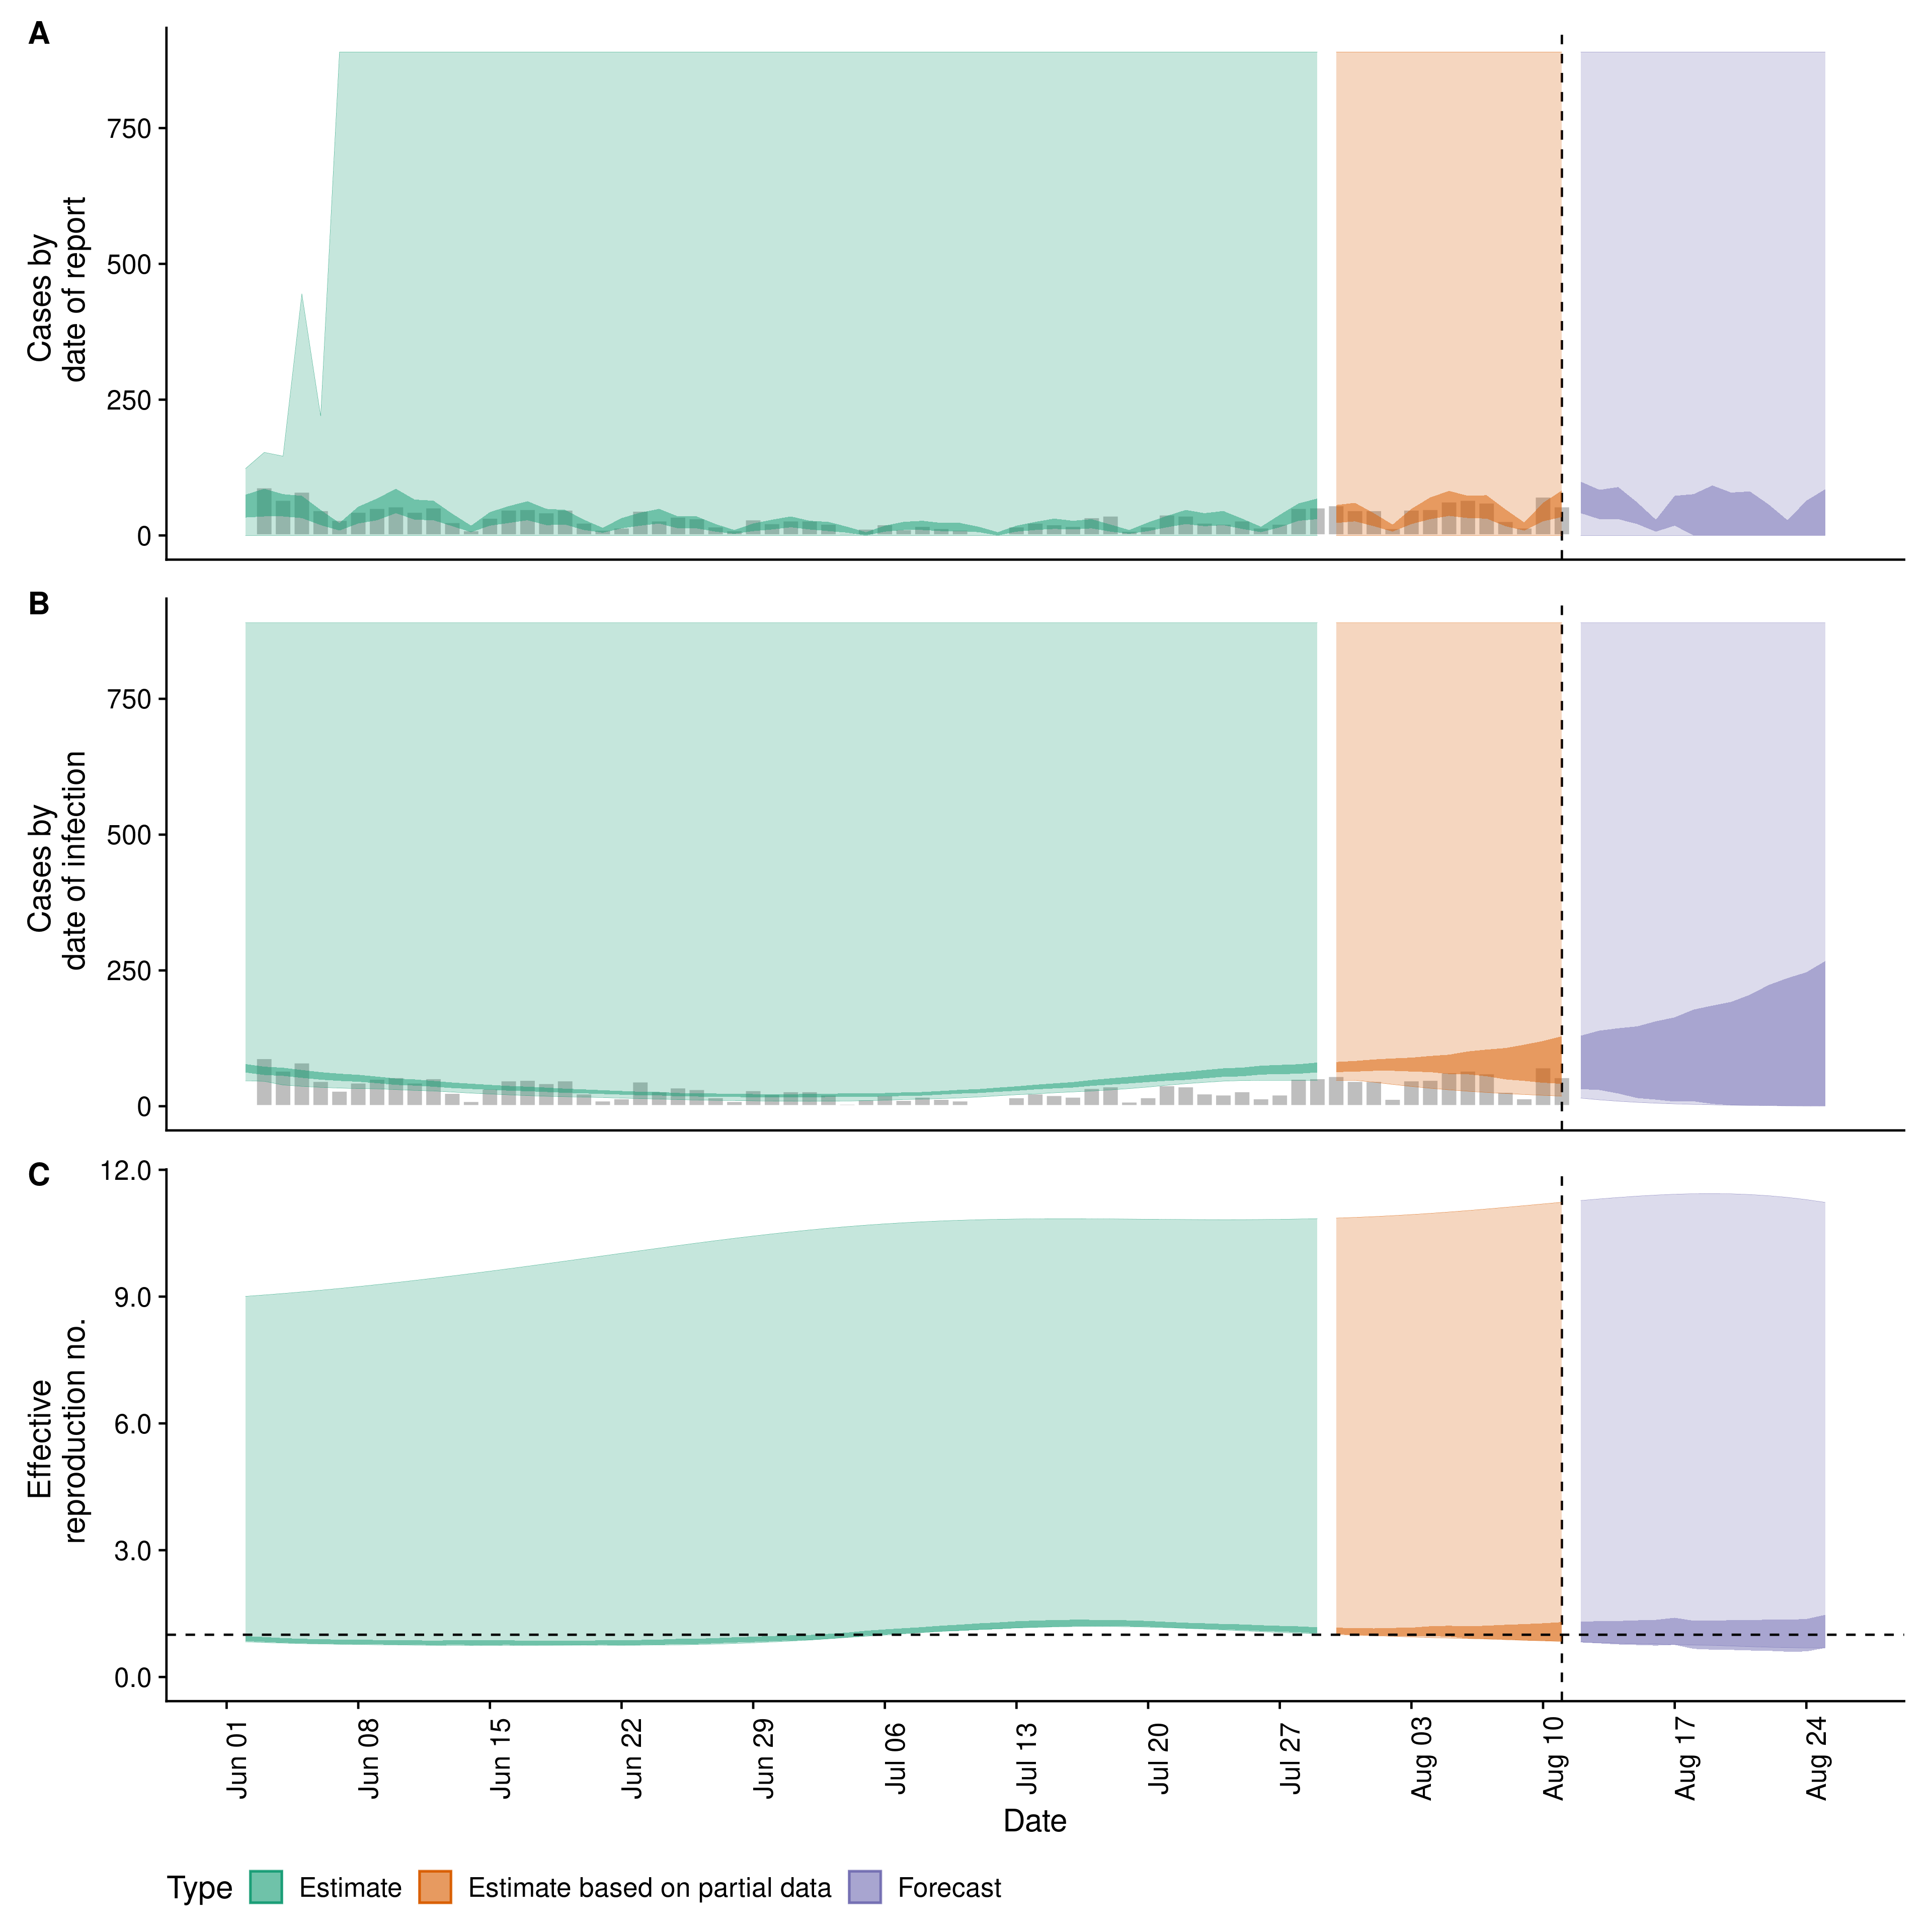 A
Cases by
date of report
750
500
250
0
B
Cases by
date of infection
750
500
250
0
C
Effective
reproduction no.
12.0
9.0
6.0
3.0
0.0
Jun 01
Jun 08
Jun 15
Jun 22
Jun 29
Jul 06
Jul 13
Jul 20
Jul 27
Aug 03
Aug 10
Aug 17
Aug 24
Date
Type Estimate Estimate based on partial data Forecast